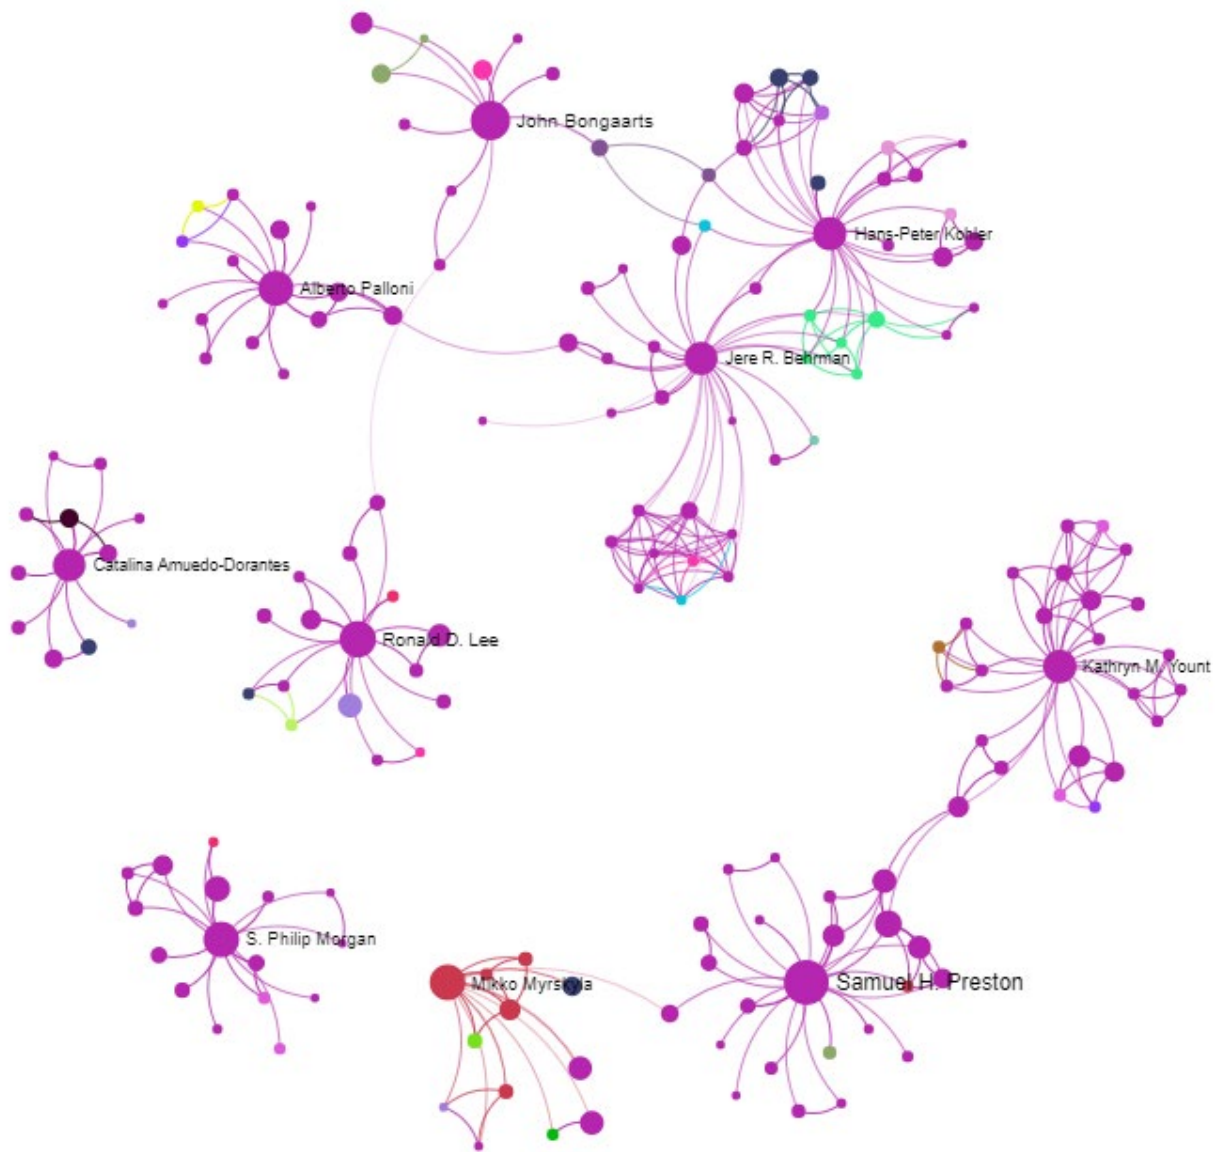 John Bongaarts
Hans-Peter Kohler
Alberto Palloni
Jere R. Behrman
Catalina Amuedo-Dorantes
Ronald D. Lee
Kathryn M. Yount
S. Philip Morgan
Mikko Myrskyla
Samuel H. Preston